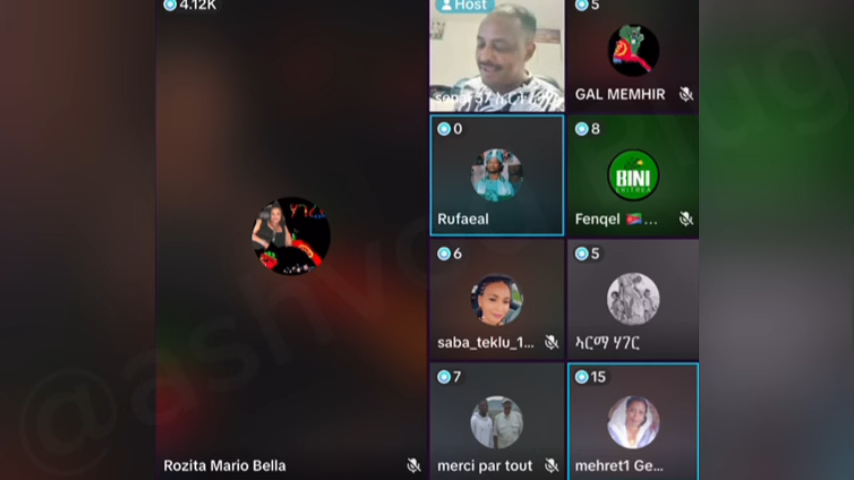 4.12K
Host
5
GAL MEMHIR
0
8
BINI
ERITREA
Rufaeal
Fenqel 🇪🇷...
6
5
saba_teklu_1...
ኣርማ ሃገር
7
15
Rozita Mario Bella
merci par tout
mehret1 Ge...